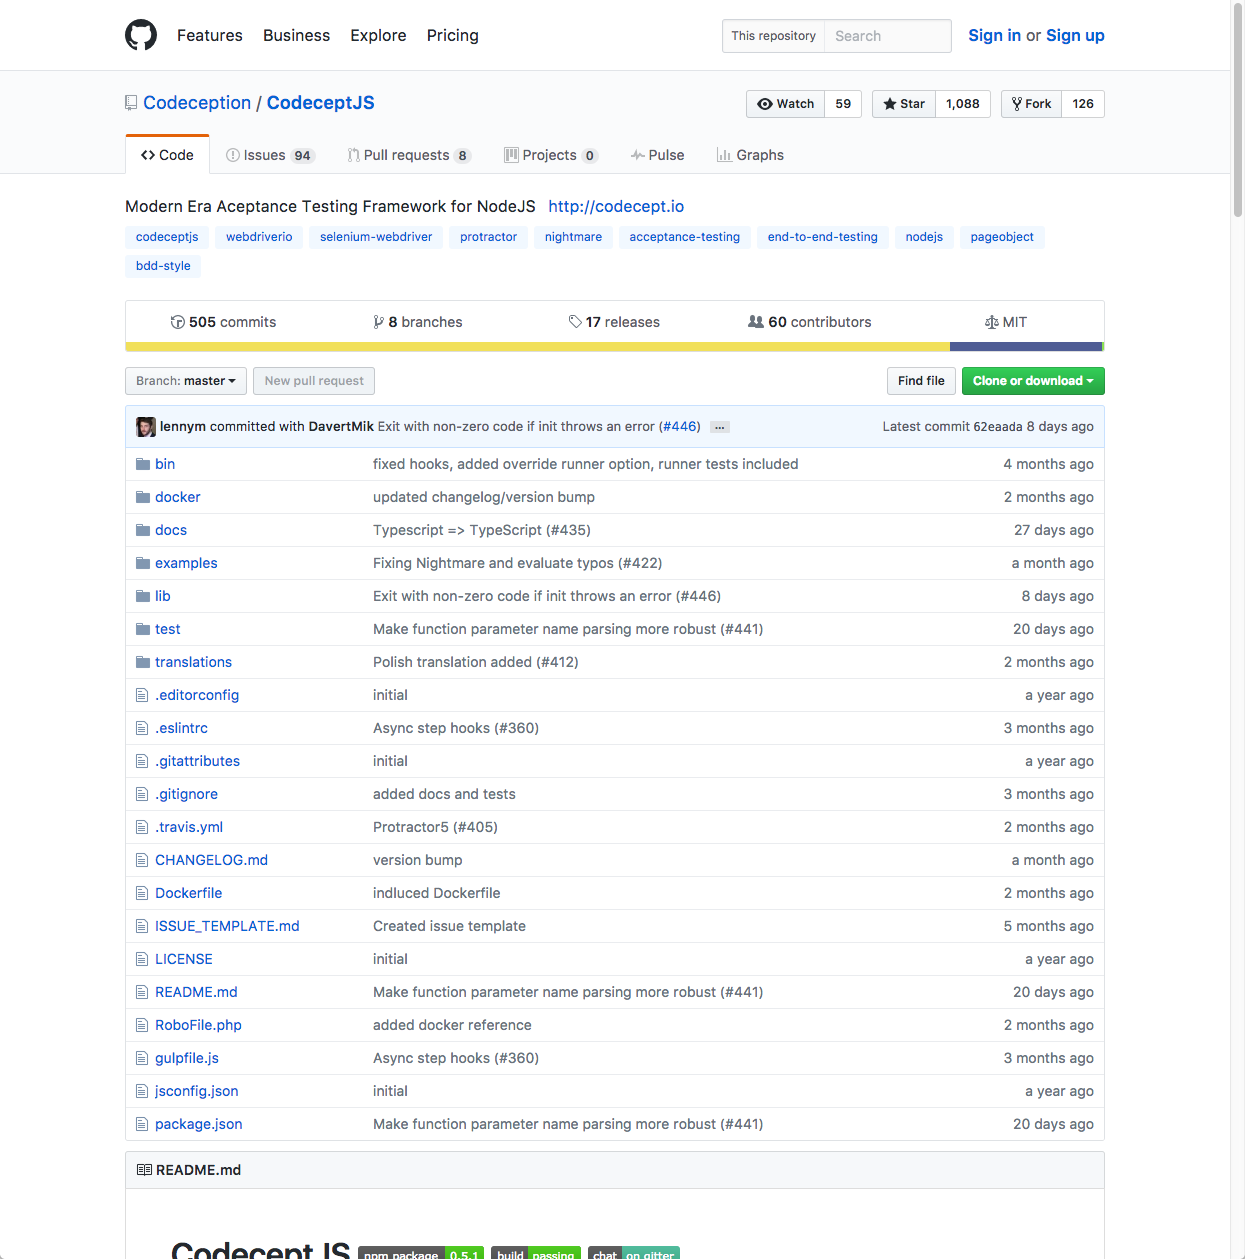 Features Business Explore Pricing This repository Search Sign in or Sign up
Codeception / CodeceptJS Watch 59 Star 1,088 Fork 126
Code Issues 94 Pull requests 8 Projects 0 Pulse Graphs
Modern Era Aceptance Testing Framework for NodeJS http://codecept.io
codeceptjs webdriverio selenium-webdriver protractor nightmare acceptance-testing end-to-end-testing nodejs pageobject
bdd-style
505 commits 8 branches 17 releases 60 contributors MIT
Branch: master New pull request Find file Clone or download
lennym committed with DavertMik Exit with non-zero code if init throws an error (#446) ... Latest commit 62eaada 8 days ago
bin fixed hooks, added override runner option, runner tests included 4 months ago
docker updated changelog/version bump 2 months ago
docs Typescript => TypeScript (#435) 27 days ago
examples Fixing Nightmare and evaluate typos (#422) a month ago
lib Exit with non-zero code if init throws an error (#446) 8 days ago
test Make function parameter name parsing more robust (#441) 20 days ago
translations Polish translation added (#412) 2 months ago
.editorconfig initial a year ago
.eslintrc Async step hooks (#360) 3 months ago
.gitattributes initial a year ago
.gitignore added docs and tests 3 months ago
.travis.yml Protractor5 (#405) 2 months ago
CHANGELOG.md version bump a month ago
Dockerfile indluced Dockerfile 2 months ago
ISSUE_TEMPLATE.md Created issue template 5 months ago
LICENSE initial a year ago
README.md Make function parameter name parsing more robust (#441) 20 days ago
RoboFile.php added docker reference 2 months ago
gulpfile.js Async step hooks (#360) 3 months ago
jsconfig.json initial a year ago
package.json Make function parameter name parsing more robust (#441) 20 days ago
README.md
Codecept JS npm package 0.5.1 build passing chat on gitter